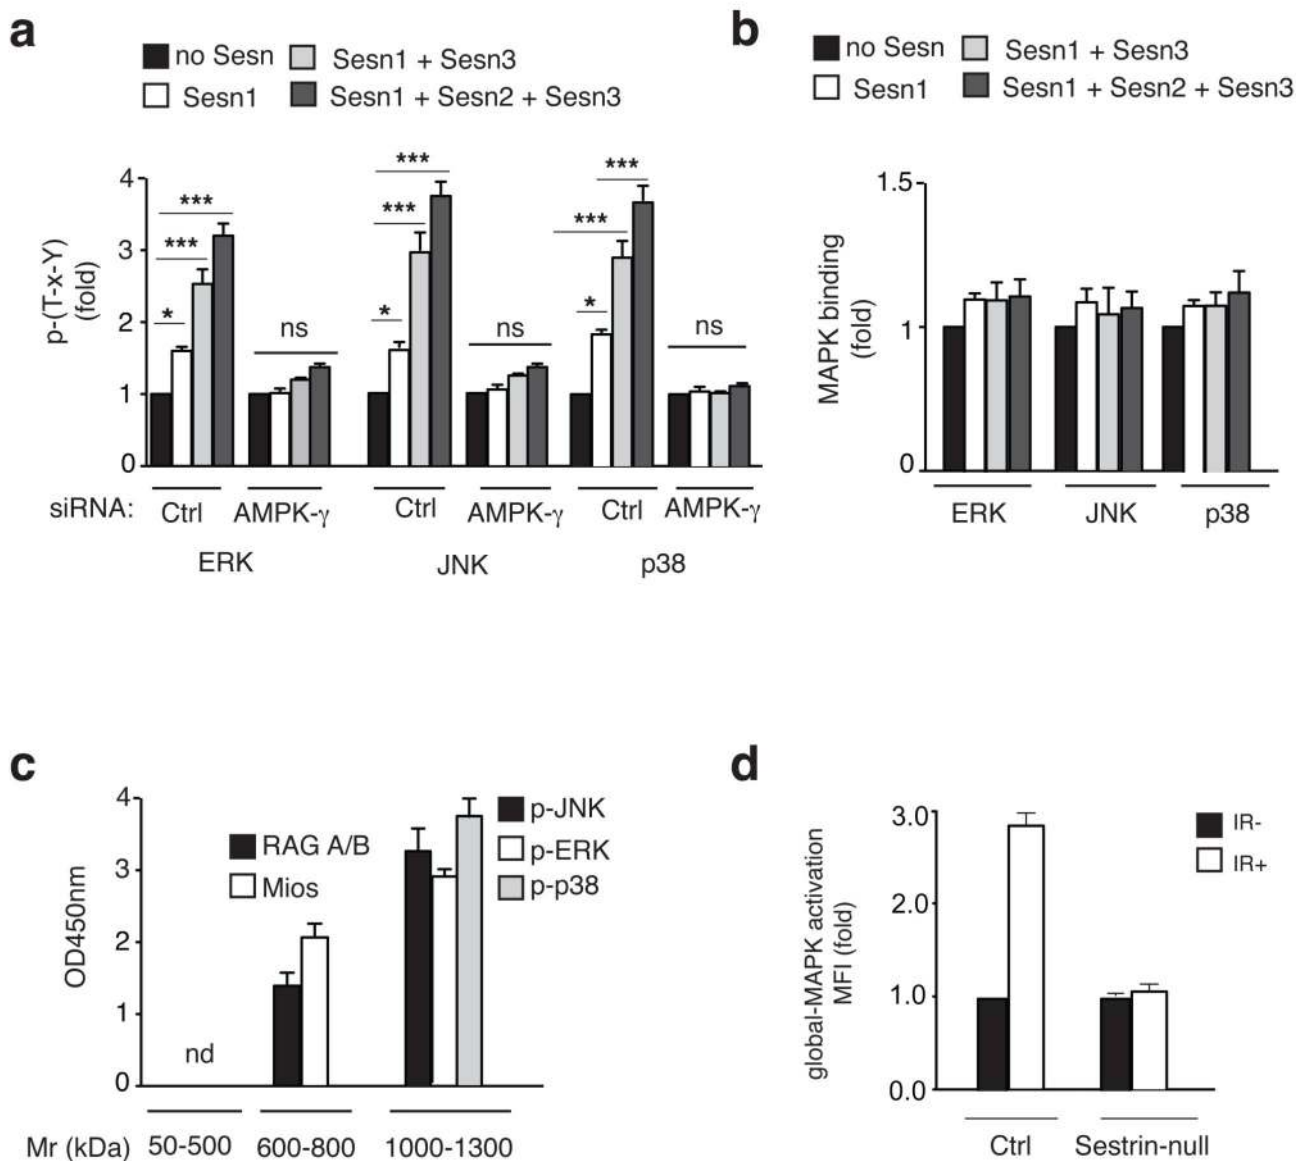 a
no Sesn
Sesn1 + Sesn3
Sesn1
Sesn1 + Sesn2 + Sesn3
p-(T-x-Y)
(fold)
4
3
2
1
0
***
***
*
ns
***
***
*
ns
***
***
*
ns
siRNA:
Ctrl
AMPK-γ
Ctrl
AMPK-γ
Ctrl
AMPK-γ
ERK
JNK
p38
b
no Sesn
Sesn1 + Sesn3
Sesn1
Sesn1 + Sesn2 + Sesn3
MAPK binding
(fold)
1.5
1
0
ERK
JNK
p38
c
OD450nm
4
3
2
1
0
RAG A/B
Mios
p-JNK
p-ERK
p-p38
nd
Mr (kDa)
50-500
600-800
1000-1300
d
global-MAPK activation
MFI (fold)
3.0
2.0
1.0
0.0
IR-
IR+
Ctrl
Sestrin-null